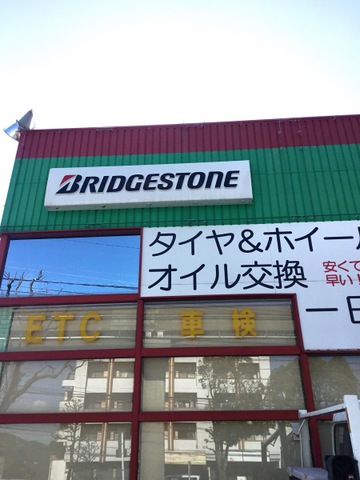 BRIDGESTONE
タイヤ&ホイール
オイル交換
安くて
早い!
一日
ETC
車検